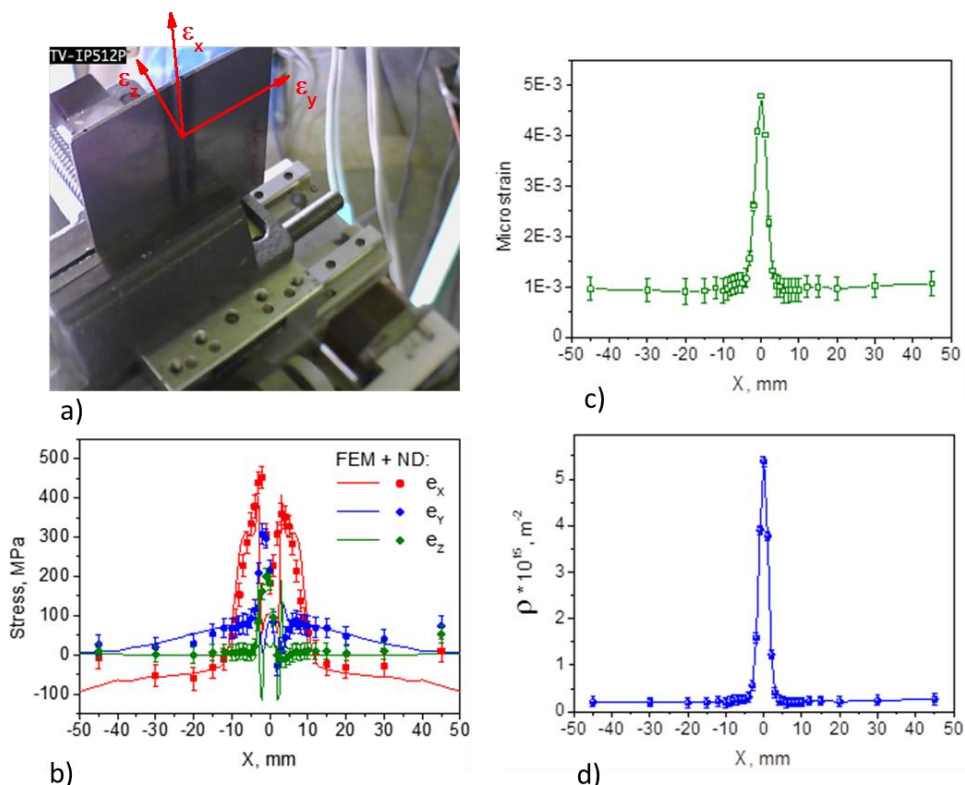 TV-IP512P
εx
εz
εy
a)
Microstrain
5E-3
4E-3
3E-3
2E-3
1E-3
0
-50 -40 -30 -20 -10 0 10 20 30 40 50
X, mm
c)
Stress, MPa
500
400
300
200
100
0
-100
FEM + ND:
eX
eY
eZ
-50 -40 -30 -20 -10 0 10 20 30 40 50
X, mm
b)
ρ*10¹⁵, m⁻²
5
4
3
2
1
0
-50 -40 -30 -20 -10 0 10 20 30 40 50
X, mm
d)